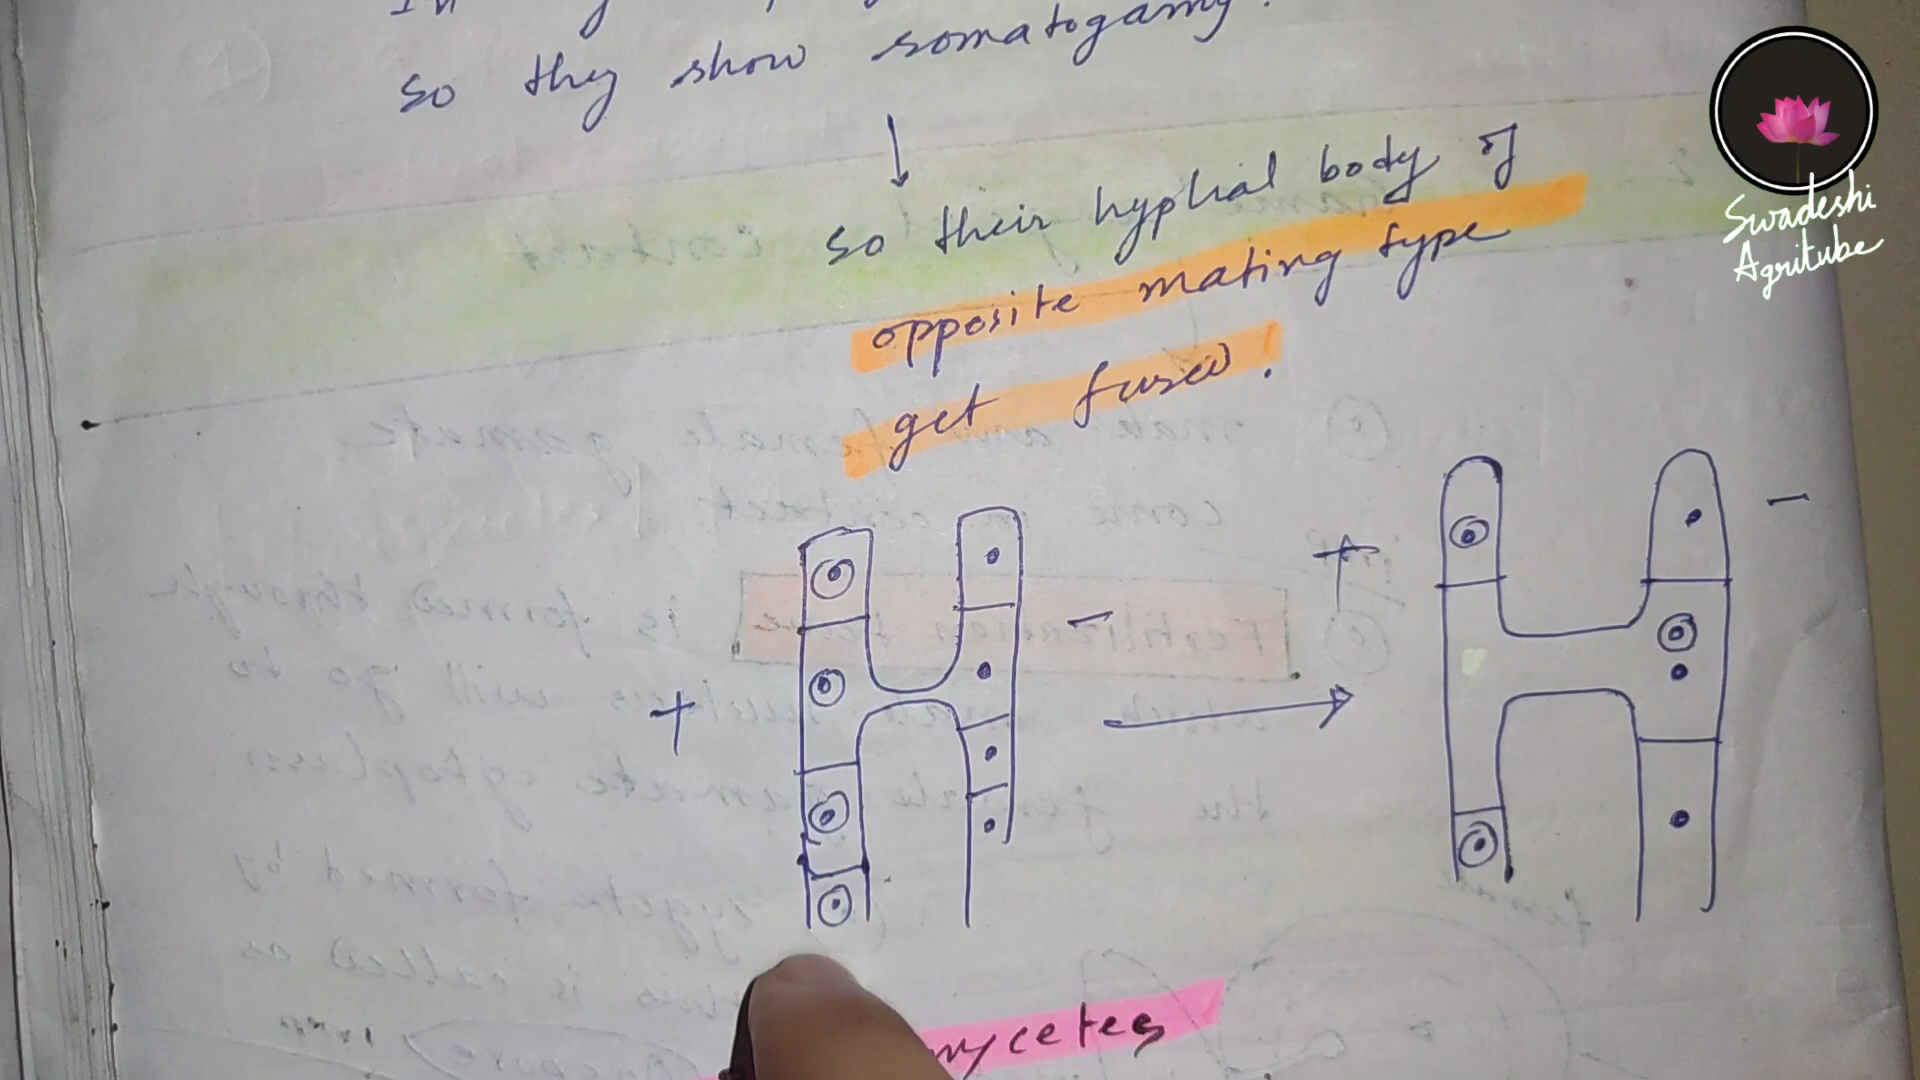 so they show somatogamy.
so their hyphal body of
opposite mating type
get fused.
+
-
+
-
mycetes
Swadeshi
Agritube